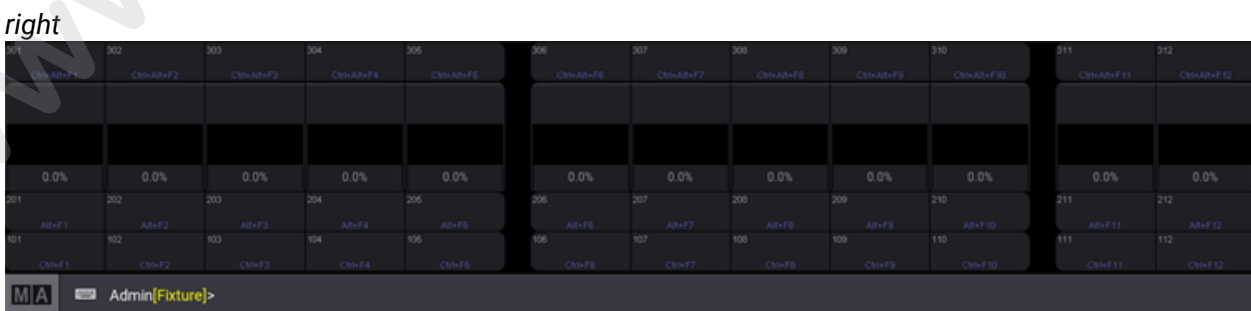 right
301 302 303 304 305 306 307 308 309 310 311 312
Ctrl+Alt+F1 Ctrl+Alt+F2 Ctrl+Alt+F3 Ctrl+Alt+F4 Ctrl+Alt+F5 Ctrl+Alt+F6 Ctrl+Alt+F7 Ctrl+Alt+F8 Ctrl+Alt+F9 Ctrl+Alt+F10 Ctrl+Alt+F11 Ctrl+Alt+F12
0.0% 0.0% 0.0% 0.0% 0.0% 0.0% 0.0% 0.0% 0.0% 0.0% 0.0% 0.0%
201 202 203 204 205 206 207 208 209 210 211 212
Alt+F1 Alt+F2 Alt+F3 Alt+F4 Alt+F5 Alt+F6 Alt+F7 Alt+F8 Alt+F9 Alt+F10 Alt+F11 Alt+F12
101 102 103 104 105 106 107 108 109 110 111 112
Ctrl+F1 Ctrl+F2 Ctrl+F3 Ctrl+F4 Ctrl+F5 Ctrl+F6 Ctrl+F7 Ctrl+F8 Ctrl+F9 Ctrl+F10 Ctrl+F11 Ctrl+F12
MA Admin[Fixture]>